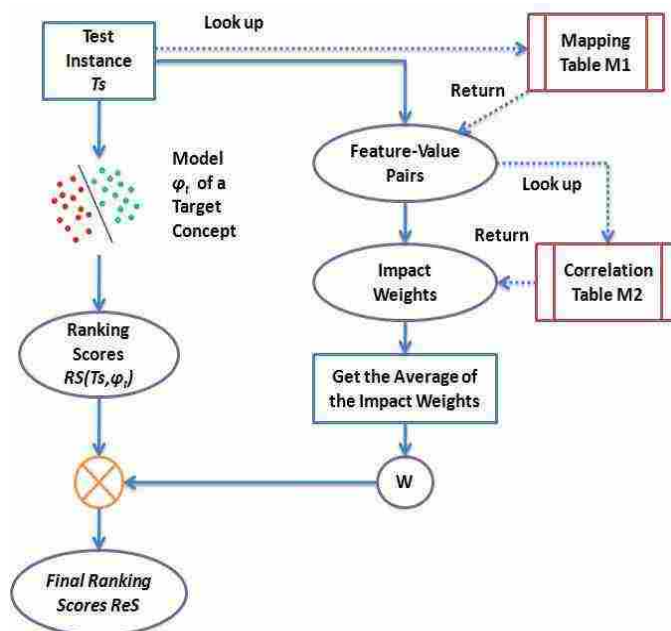 Test
Instance
Ts
Look up
Mapping
Table M1
Return
Feature-Value
Pairs
Look up
Model
φt of a
Target
Concept
Return
Impact
Weights
Correlation
Table M2
Ranking
Scores
RS(Ts,φt)
Get the Average of
the Impact Weights
W
Final Ranking
Scores ReS